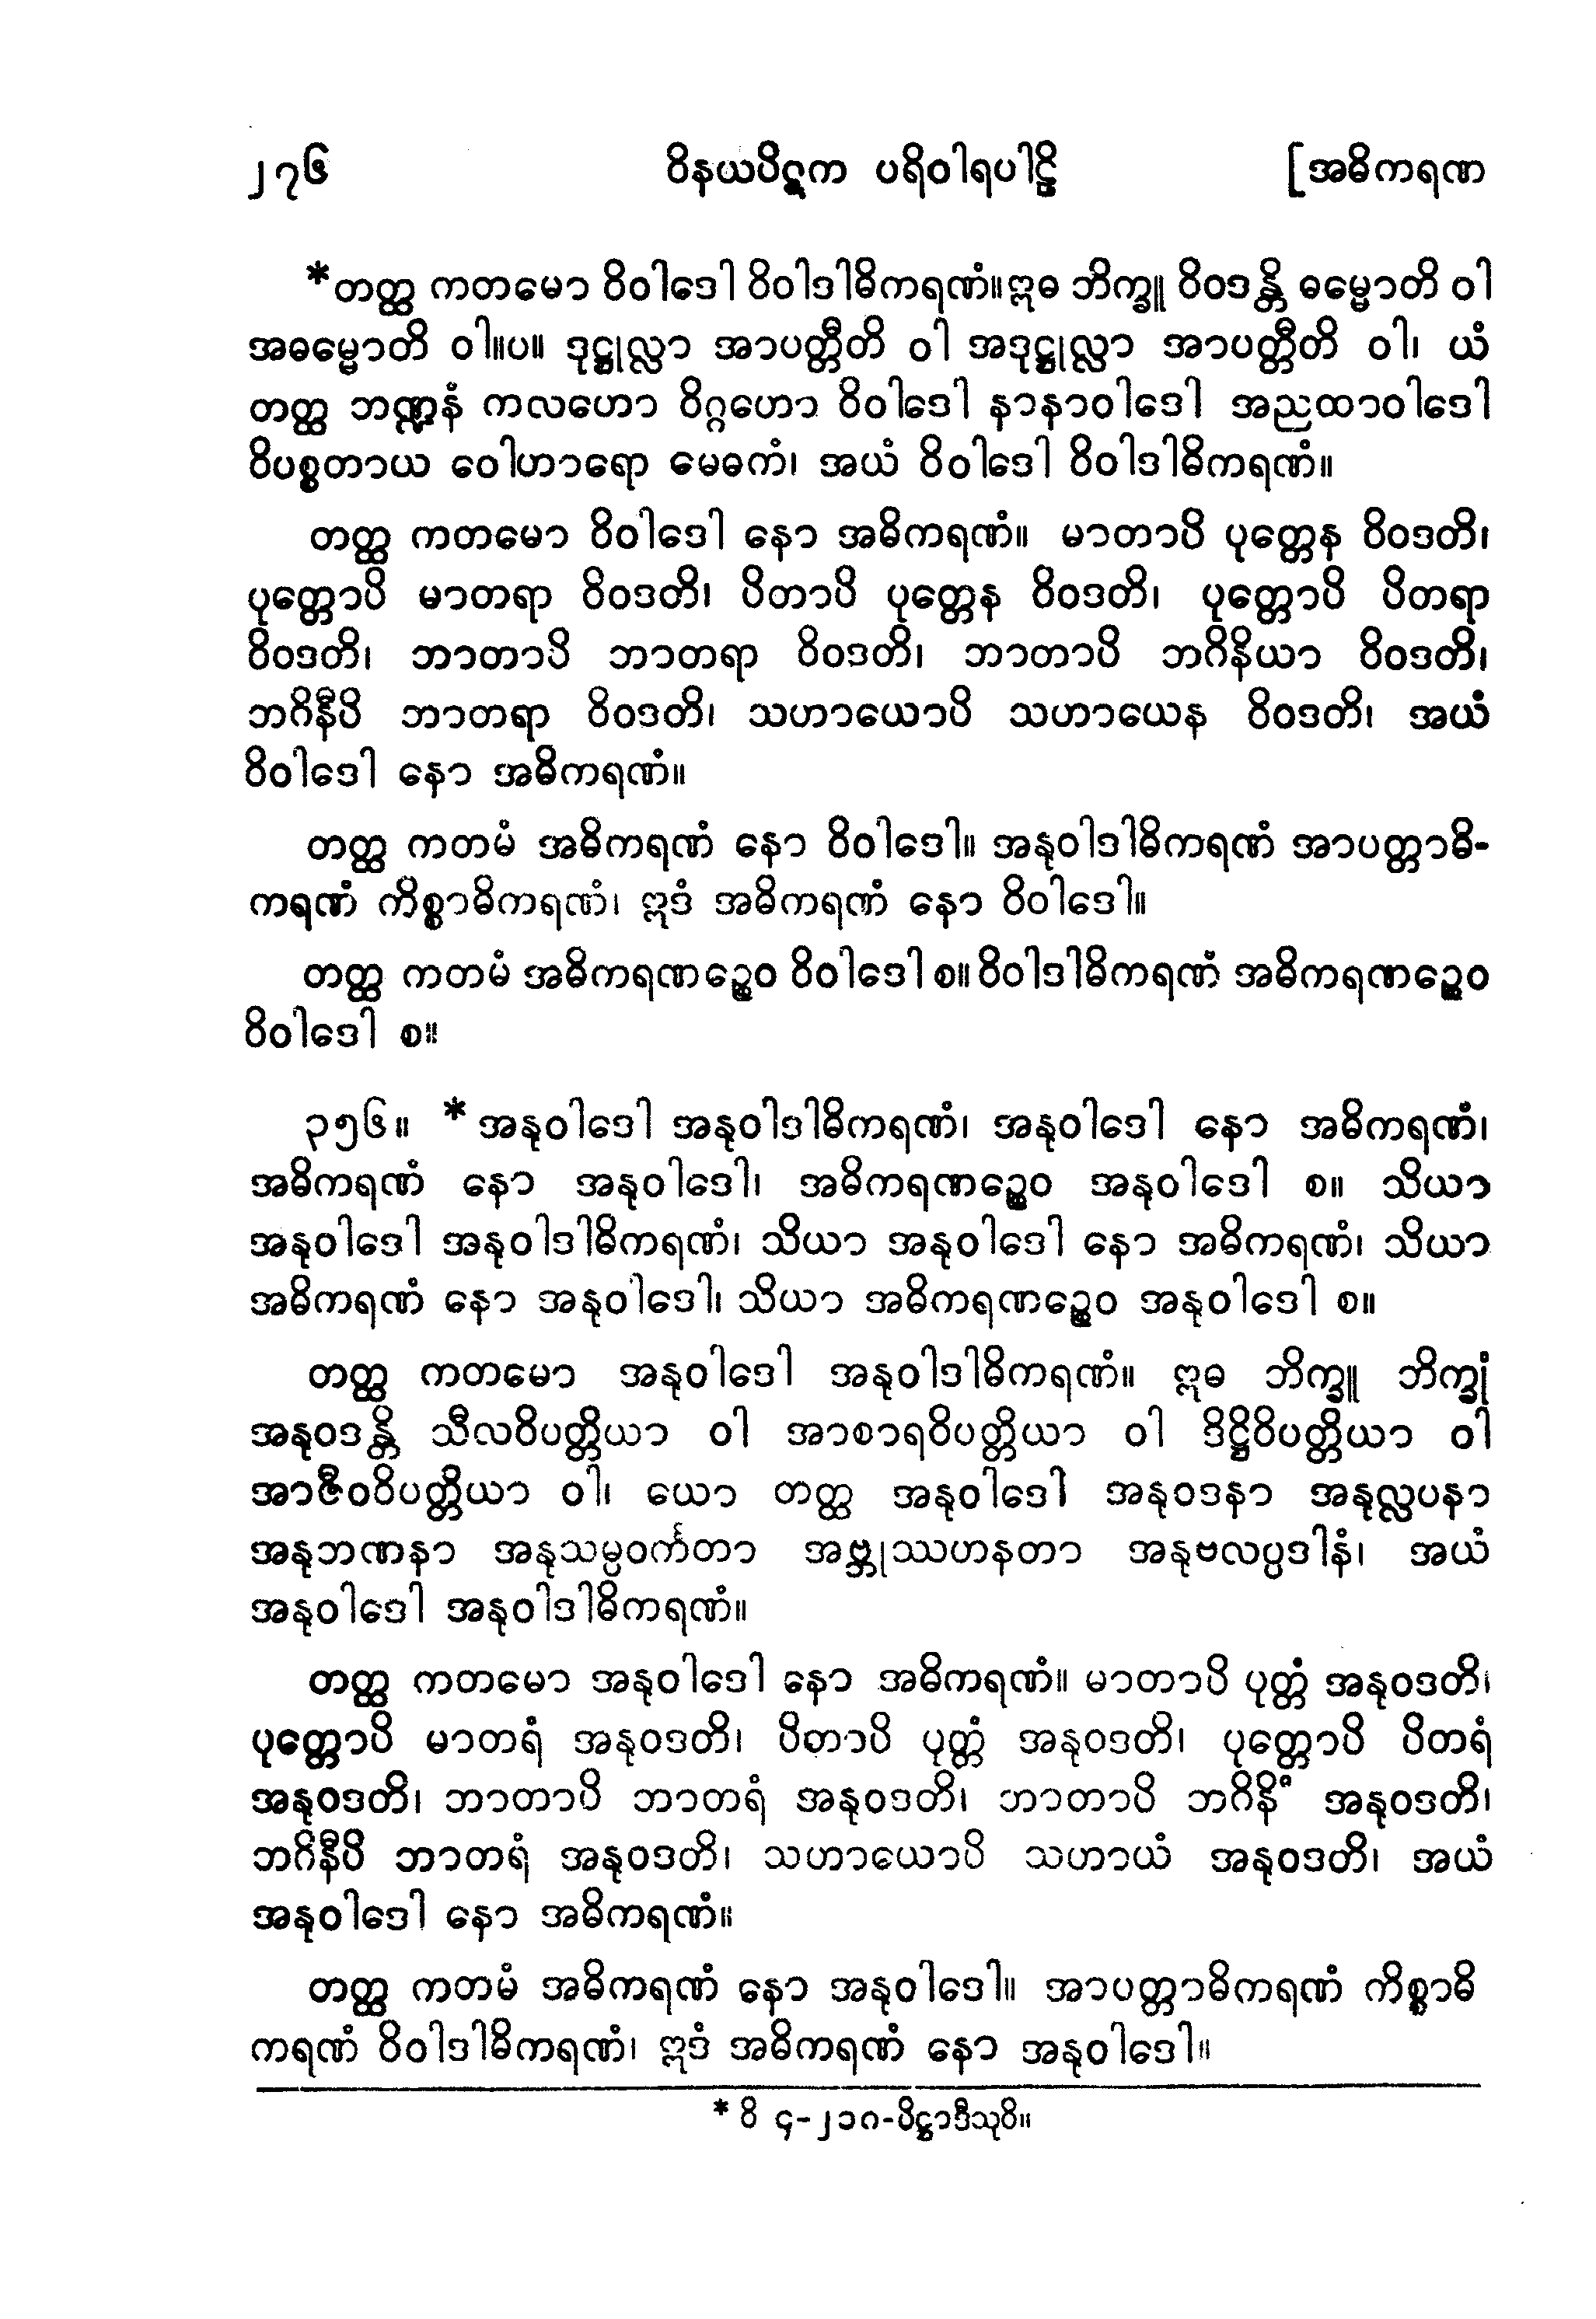 ၂၇၆ ဝိနယပိဋက ပရိဝါရပါဠိ [အဓိကရဏ
*တတ္ထ ကတမော ဝိဝါဒေါ ဝိဝါဒါဓိကရဏံ။ ဣဓ ဘိက္ခူ ဝိဝဒန္တိ ဓမ္မောတိ ဝါ
အဓမ္မောတိ ဝါ။ပ။ ဒုဋ္ဌုလ္လာ အာပတ္တီတိ ဝါ အဒုဋ္ဌုလ္လာ အာပတ္တီတိ ဝါ၊ ယံ
တတ္ထ ဘဏ္ဍနံ ကလဟော ဝိဂ္ဂဟော ဝိဝါဒေါ နာနာဝါဒေါ အညထာဝါဒေါ
ဝိပစ္စတာယ ဝေါဟာရော မေဓကံ၊ အယံ ဝိဝါဒေါ ဝိဝါဒါဓိကရဏံ။
တတ္ထ ကတမော ဝိဝါဒေါ နော အဓိကရဏံ။ မာတာပိ ပုတ္တေန ဝိဝဒတိ၊
ပုတ္တောပိ မာတရာ ဝိဝဒတိ၊ ပိတာပိ ပုတ္တေန ဝိဝဒတိ၊ ပုတ္တောပိ ပိတရာ
ဝိဝဒတိ၊ ဘာတာပိ ဘာတရာ ဝိဝဒတိ၊ ဘာတာပိ ဘဂိနိယာ ဝိဝဒတိ၊
ဘဂိနီပိ ဘာတရာ ဝိဝဒတိ၊ သဟာယောပိ သဟာယေန ဝိဝဒတိ၊ အယံ
ဝိဝါဒေါ နော အဓိကရဏံ။
တတ္ထ ကတမံ အဓိကရဏံ နော ဝိဝါဒေါ။ အနုဝါဒါဓိကရဏံ အာပတ္တာဓိ-
ကရဏံ ကိစ္စာဓိကရဏံ၊ ဣဒံ အဓိကရဏံ နော ဝိဝါဒေါ။
တတ္ထ ကတမံ အဓိကရဏဉ္စေဝ ဝိဝါဒေါ စ။ ဝိဝါဒါဓိကရဏံ အဓိကရဏဉ္စေဝ
ဝိဝါဒေါ စ။
၃၅၆။ *အနုဝါဒေါ အနုဝါဒါဓိကရဏံ၊ အနုဝါဒေါ နော အဓိကရဏံ၊
အဓိကရဏံ နော အနုဝါဒေါ၊ အဓိကရဏဉ္စေဝ အနုဝါဒေါ စ။ သိယာ
အနုဝါဒေါ အနုဝါဒါဓိကရဏံ၊ သိယာ အနုဝါဒေါ နော အဓိကရဏံ၊ သိယာ
အဓိကရဏံ နော အနုဝါဒေါ၊ သိယာ အဓိကရဏဉ္စေဝ အနုဝါဒေါ စ။
တတ္ထ ကတမော အနုဝါဒေါ အနုဝါဒါဓိကရဏံ။ ဣဓ ဘိက္ခူ ဘိက္ခုံ
အနုဝဒန္တိ သီလဝိပတ္တိယာ ဝါ အာစာရဝိပတ္တိယာ ဝါ ဒိဋ္ဌိဝိပတ္တိယာ ဝါ
အာဇီဝဝိပတ္တိယာ ဝါ၊ ယော တတ္ထ အနုဝါဒေါ အနုဝဒနာ အနုလ္လပနာ
အနုဘဏနာ အနုသမ္ပဝင်္ကတာ အဗ္ဘုဿဟနတာ အနုဗလပ္ပဒါနံ၊ အယံ
အနုဝါဒေါ အနုဝါဒါဓိကရဏံ။
တတ္ထ ကတမော အနုဝါဒေါ နော အဓိကရဏံ။ မာတာပိ ပုတ္တံ အနုဝဒတိ၊
ပုတ္တောပိ မာတရံ အနုဝဒတိ၊ ပိတာပိ ပုတ္တံ အနုဝဒတိ၊ ပုတ္တောပိ ပိတရံ
အနုဝဒတိ၊ ဘာတာပိ ဘာတရံ အနုဝဒတိ၊ ဘာတာပိ ဘဂိနိံ အနုဝဒတိ၊
ဘဂိနီပိ ဘာတရံ အနုဝဒတိ၊ သဟာယောပိ သဟာယံ အနုဝဒတိ၊ အယံ
အနုဝါဒေါ နော အဓိကရဏံ။
တတ္ထ ကတမံ အဓိကရဏံ နော အနုဝါဒေါ။ အာပတ္တာဓိကရဏံ ကိစ္စာဓိ
ကရဏံ ဝိဝါဒါဓိကရဏံ၊ ဣဒံ အဓိကရဏံ နော အနုဝါဒေါ။
* ဝိ ၄-၂၁၈-ပိဋ္ဌာဒီသုပိ။